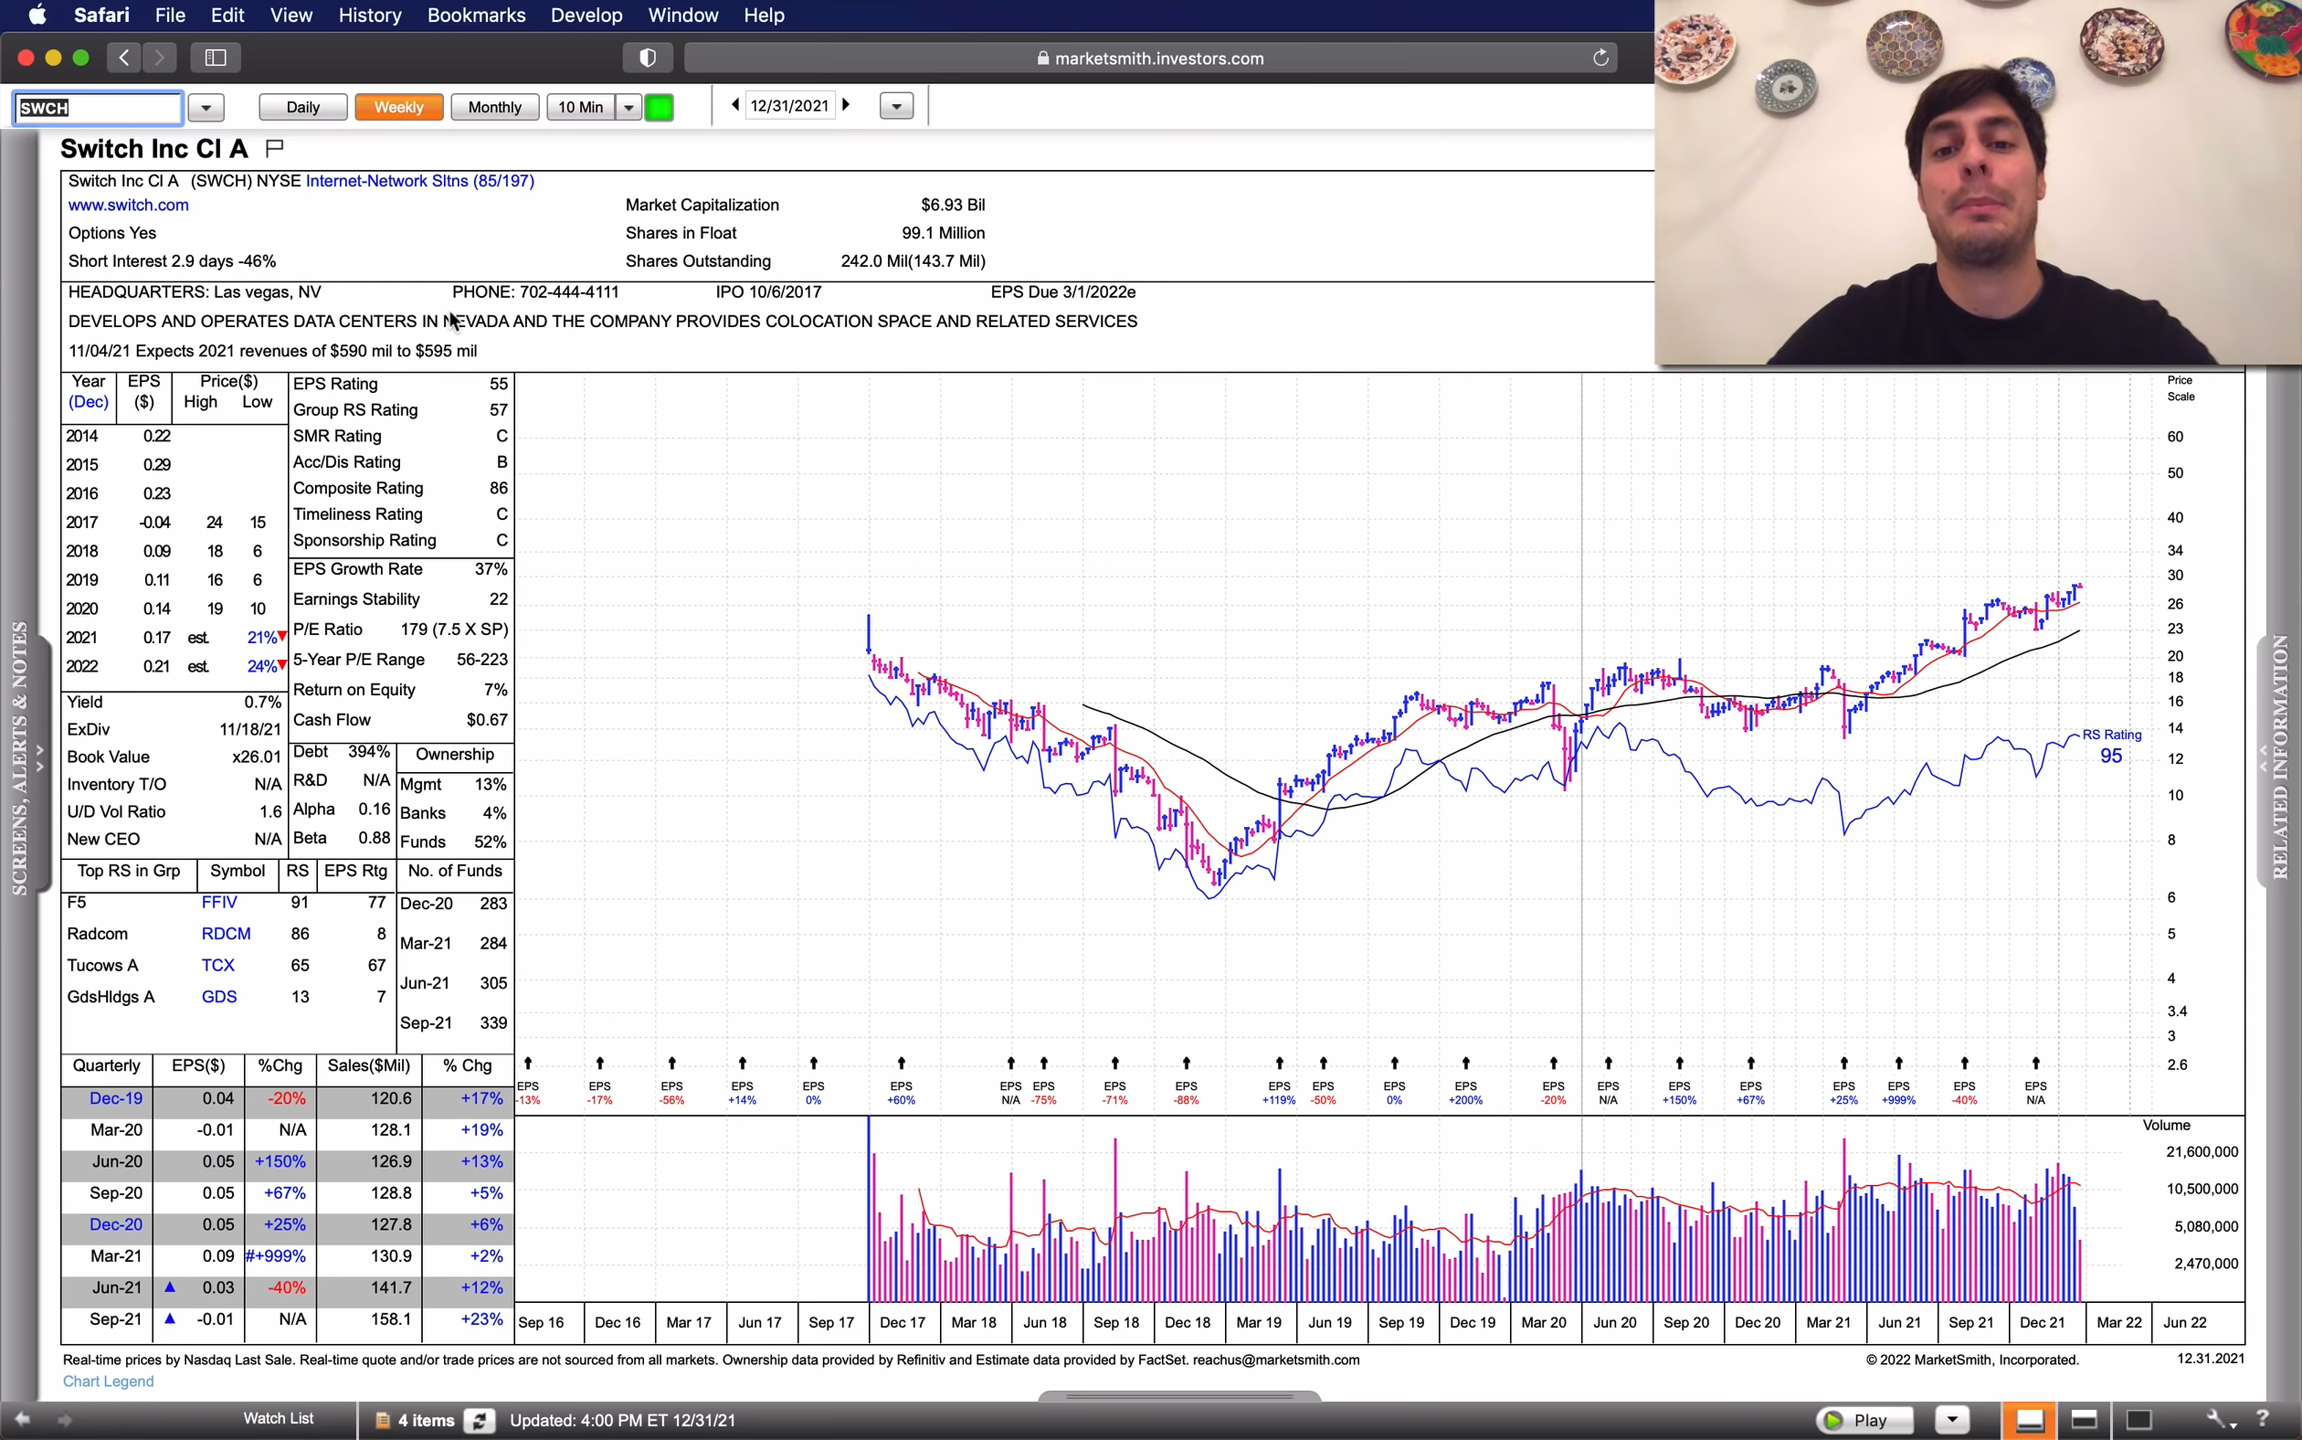 Safari File Edit View History Bookmarks Develop Window Help
marketsmith.investors.com
SWCH Daily Weekly Monthly 10 Min 12/31/2021
Switch Inc Cl A
Switch Inc Cl A (SWCH) NYSE Internet-Network Sltns (85/197)
www.switch.com Market Capitalization $6.93 Bil
Options Yes Shares in Float 99.1 Million
Short Interest 2.9 days -46% Shares Outstanding 242.0 Mil(143.7 Mil)
HEADQUARTERS: Las vegas, NV PHONE: 702-444-4111 IPO 10/6/2017 EPS Due 3/1/2022e
DEVELOPS AND OPERATES DATA CENTERS IN NEVADA AND THE COMPANY PROVIDES COLOCATION SPACE AND RELATED SERVICES
11/04/21 Expects 2021 revenues of $590 mil to $595 mil
Year EPS Price($)
(Dec) ($) High Low
2014 0.22
2015 0.29
2016 0.23
2017 -0.04 24 15
2018 0.09 18 6
2019 0.11 16 6
2020 0.14 19 10
2021 0.17 est. 21%▼
2022 0.21 est. 24%▼
Yield 0.7%
ExDiv 11/18/21
Book Value x26.01
Inventory T/O N/A
U/D Vol Ratio 1.6
New CEO N/A
EPS Rating 55
Group RS Rating 57
SMR Rating C
Acc/Dis Rating B
Composite Rating 86
Timeliness Rating C
Sponsorship Rating C
EPS Growth Rate 37%
Earnings Stability 22
P/E Ratio 179 (7.5 X SP)
5-Year P/E Range 56-223
Return on Equity 7%
Cash Flow $0.67
Debt 394%
R&D N/A
Alpha 0.16
Beta 0.88
Ownership
Mgmt 13%
Banks 4%
Funds 52%
Top RS in Grp Symbol RS EPS Rtg
F5 FFIV 91 77
Radcom RDCM 86 8
Tucows A TCX 65 67
GdsHldgs A GDS 13 7
No. of Funds
Dec-20 283
Mar-21 284
Jun-21 305
Sep-21 339
Quarterly EPS($) %Chg Sales($Mil) % Chg
Dec-19 0.04 -20% 120.6 +17%
Mar-20 -0.01 N/A 128.1 +19%
Jun-20 0.05 +150% 126.9 +13%
Sep-20 0.05 +67% 128.8 +5%
Dec-20 0.05 +25% 127.8 +6%
Mar-21 0.09 #+999% 130.9 +2%
Jun-21 ▲ 0.03 -40% 141.7 +12%
Sep-21 ▲ -0.01 N/A 158.1 +23%
Price
Scale
60
50
40
34
30
26
23
20
18
16
14
12
10
8
6
5
4
3.4
3
2.6
RS Rating
95
EPS EPS EPS EPS EPS EPS EPS EPS EPS EPS EPS EPS EPS EPS EPS EPS EPS EPS EPS EPS EPS EPS
-13% -17% -56% +14% 0% +60% N/A -75% -71% -88% +119% -50% 0% +200% -20% N/A +150% +67% +25% +999% -40% N/A
Volume
21,600,000
10,500,000
5,080,000
2,470,000
Sep 16 Dec 16 Mar 17 Jun 17 Sep 17 Dec 17 Mar 18 Jun 18 Sep 18 Dec 18 Mar 19 Jun 19 Sep 19 Dec 19 Mar 20 Jun 20 Sep 20 Dec 20 Mar 21 Jun 21 Sep 21 Dec 21 Mar 22 Jun 22
Real-time prices by Nasdaq Last Sale. Real-time quote and/or trade prices are not sourced from all markets. Ownership data provided by Refinitiv and Estimate data provided by FactSet. reachus@marketsmith.com © 2022 MarketSmith, Incorporated. 12.31.2021
Chart Legend
SCREENS, ALERTS & NOTES
RELATED INFORMATION
Watch List 4 items Updated: 4:00 PM ET 12/31/21 Play ?